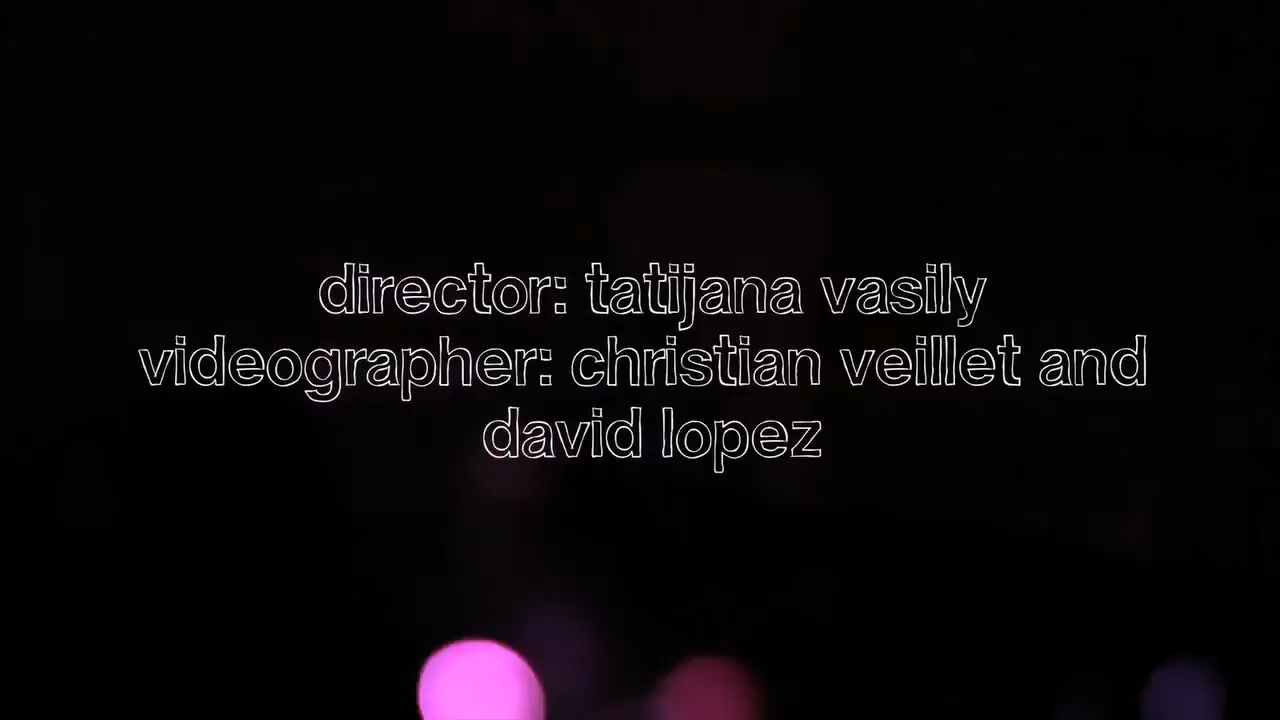 director: tatijana vasily
videographer: christian veillet and
david lopez